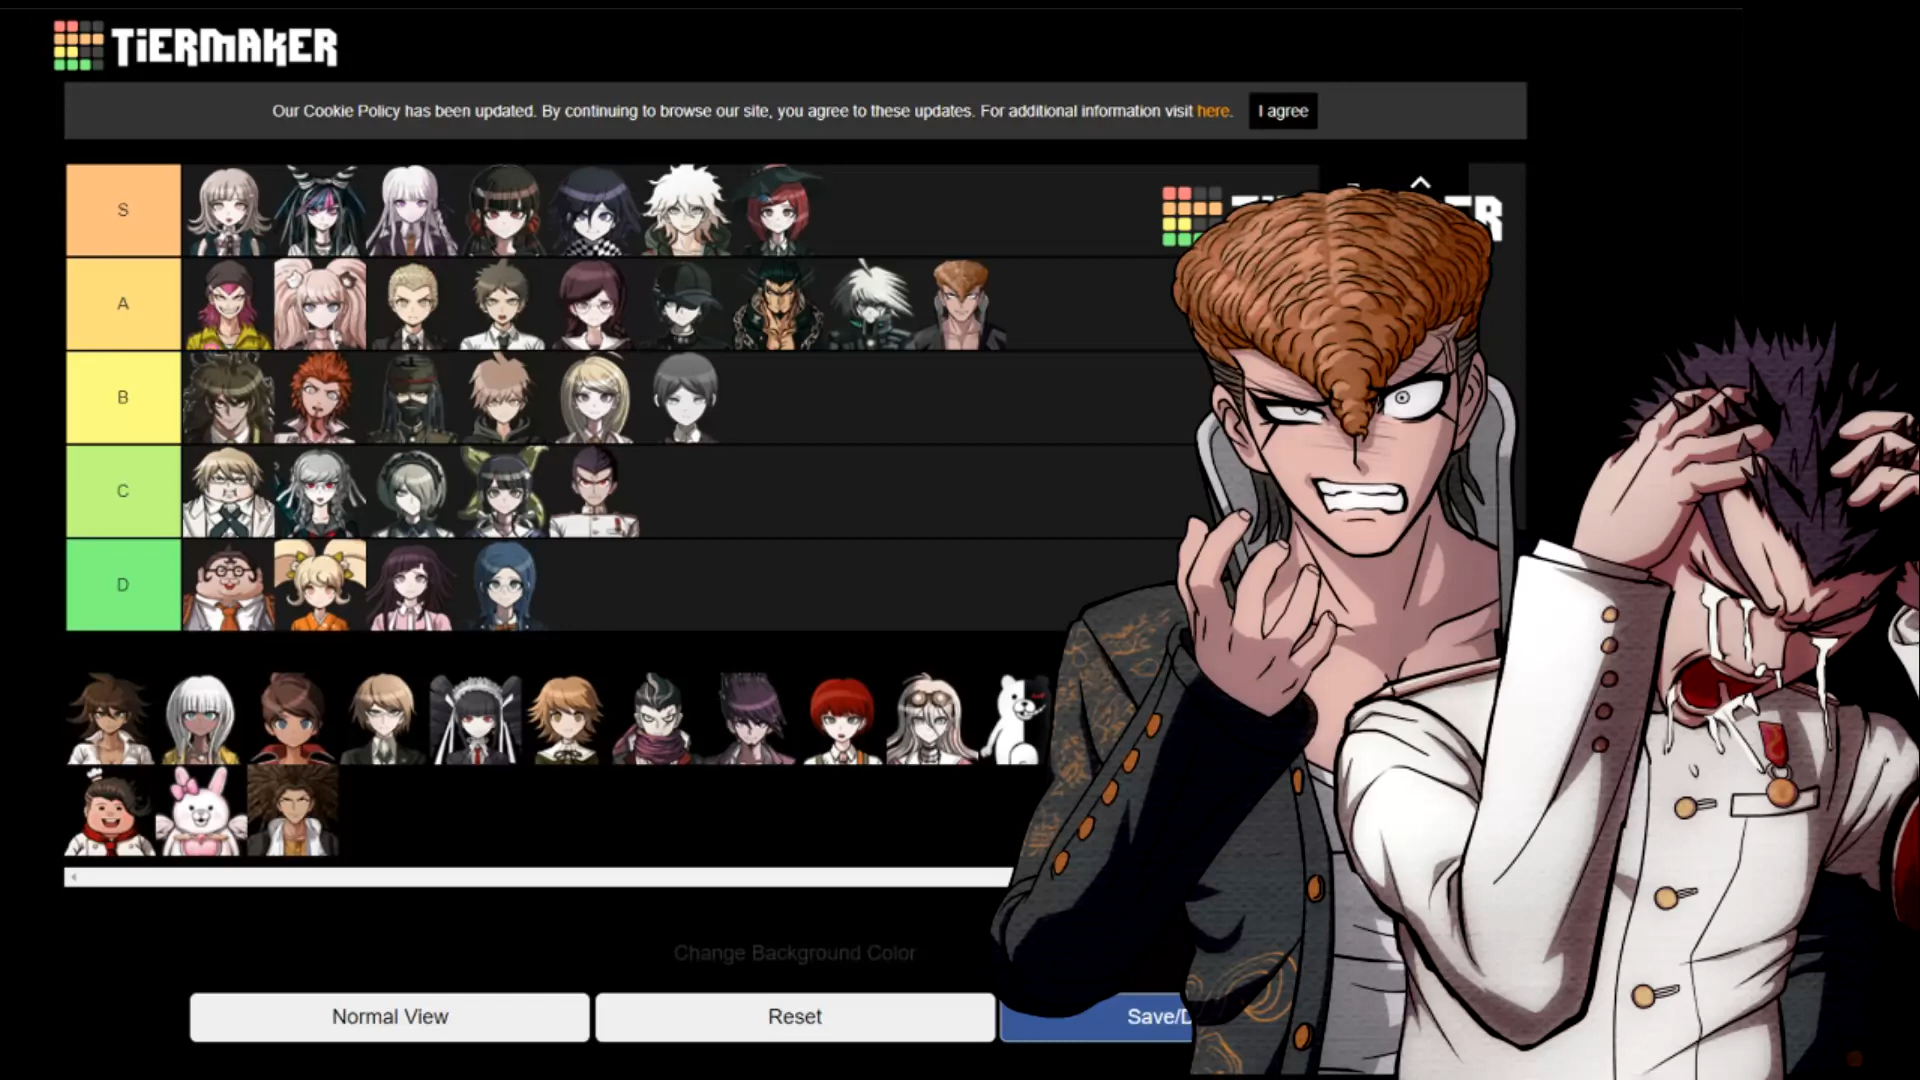 TiERMAKER
Our Cookie Policy has been updated. By continuing to browse our site, you agree to these updates. For additional information visit here. I agree
S
A
B
C
D
Change Background Color
Normal View
Reset
Save/D